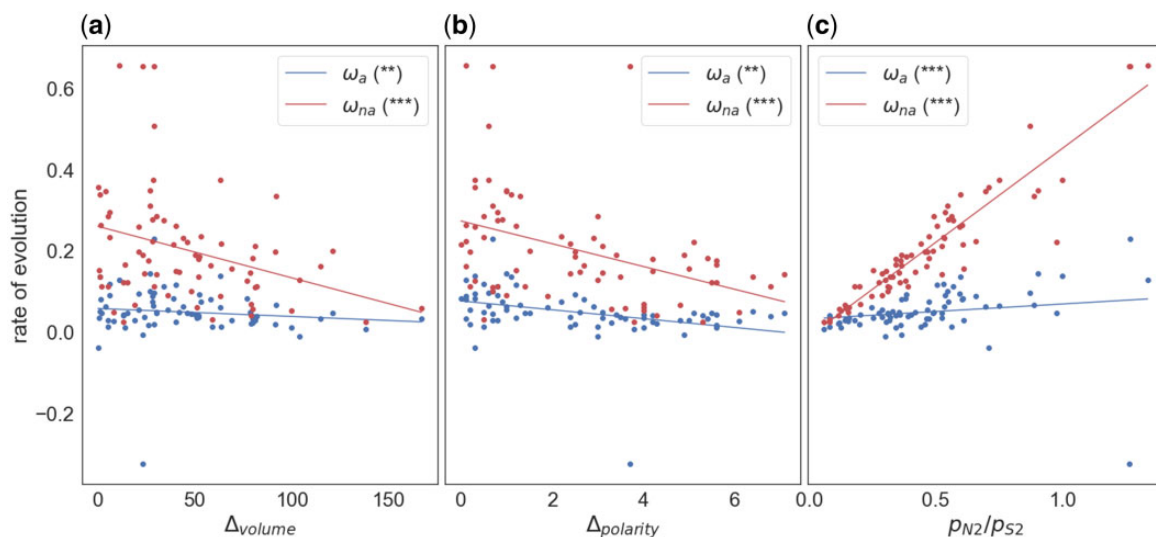 (a)
(b)
(c)
rate of evolution
0.6
0.4
0.2
0.0
−0.2
ωa (**)
ωna (***)
ωa (**)
ωna (***)
ωa (***)
ωna (***)
0 50 100 150
0 2 4 6
0.0 0.5 1.0
Δvolume
Δpolarity
pN2/pS2